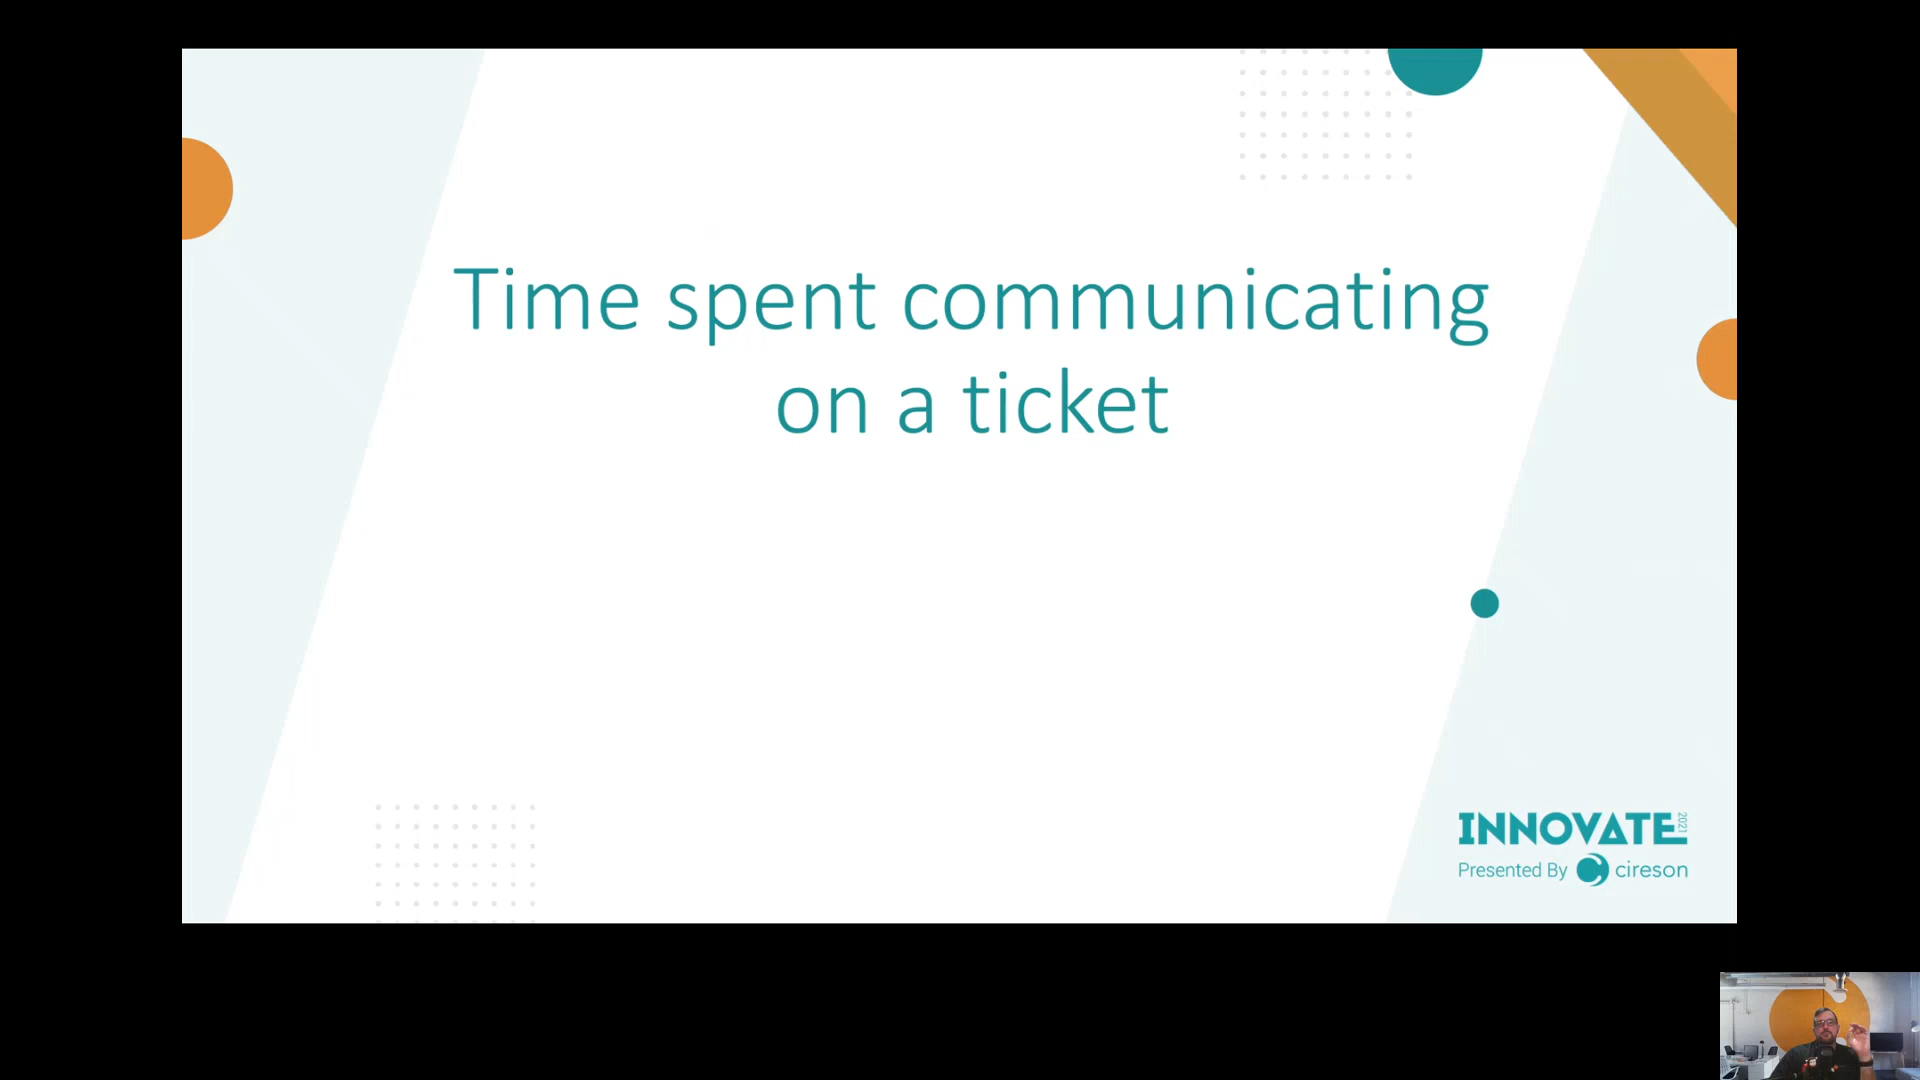 Time spent communicating
on a ticket
INNOVATE 2021
Presented By cireson